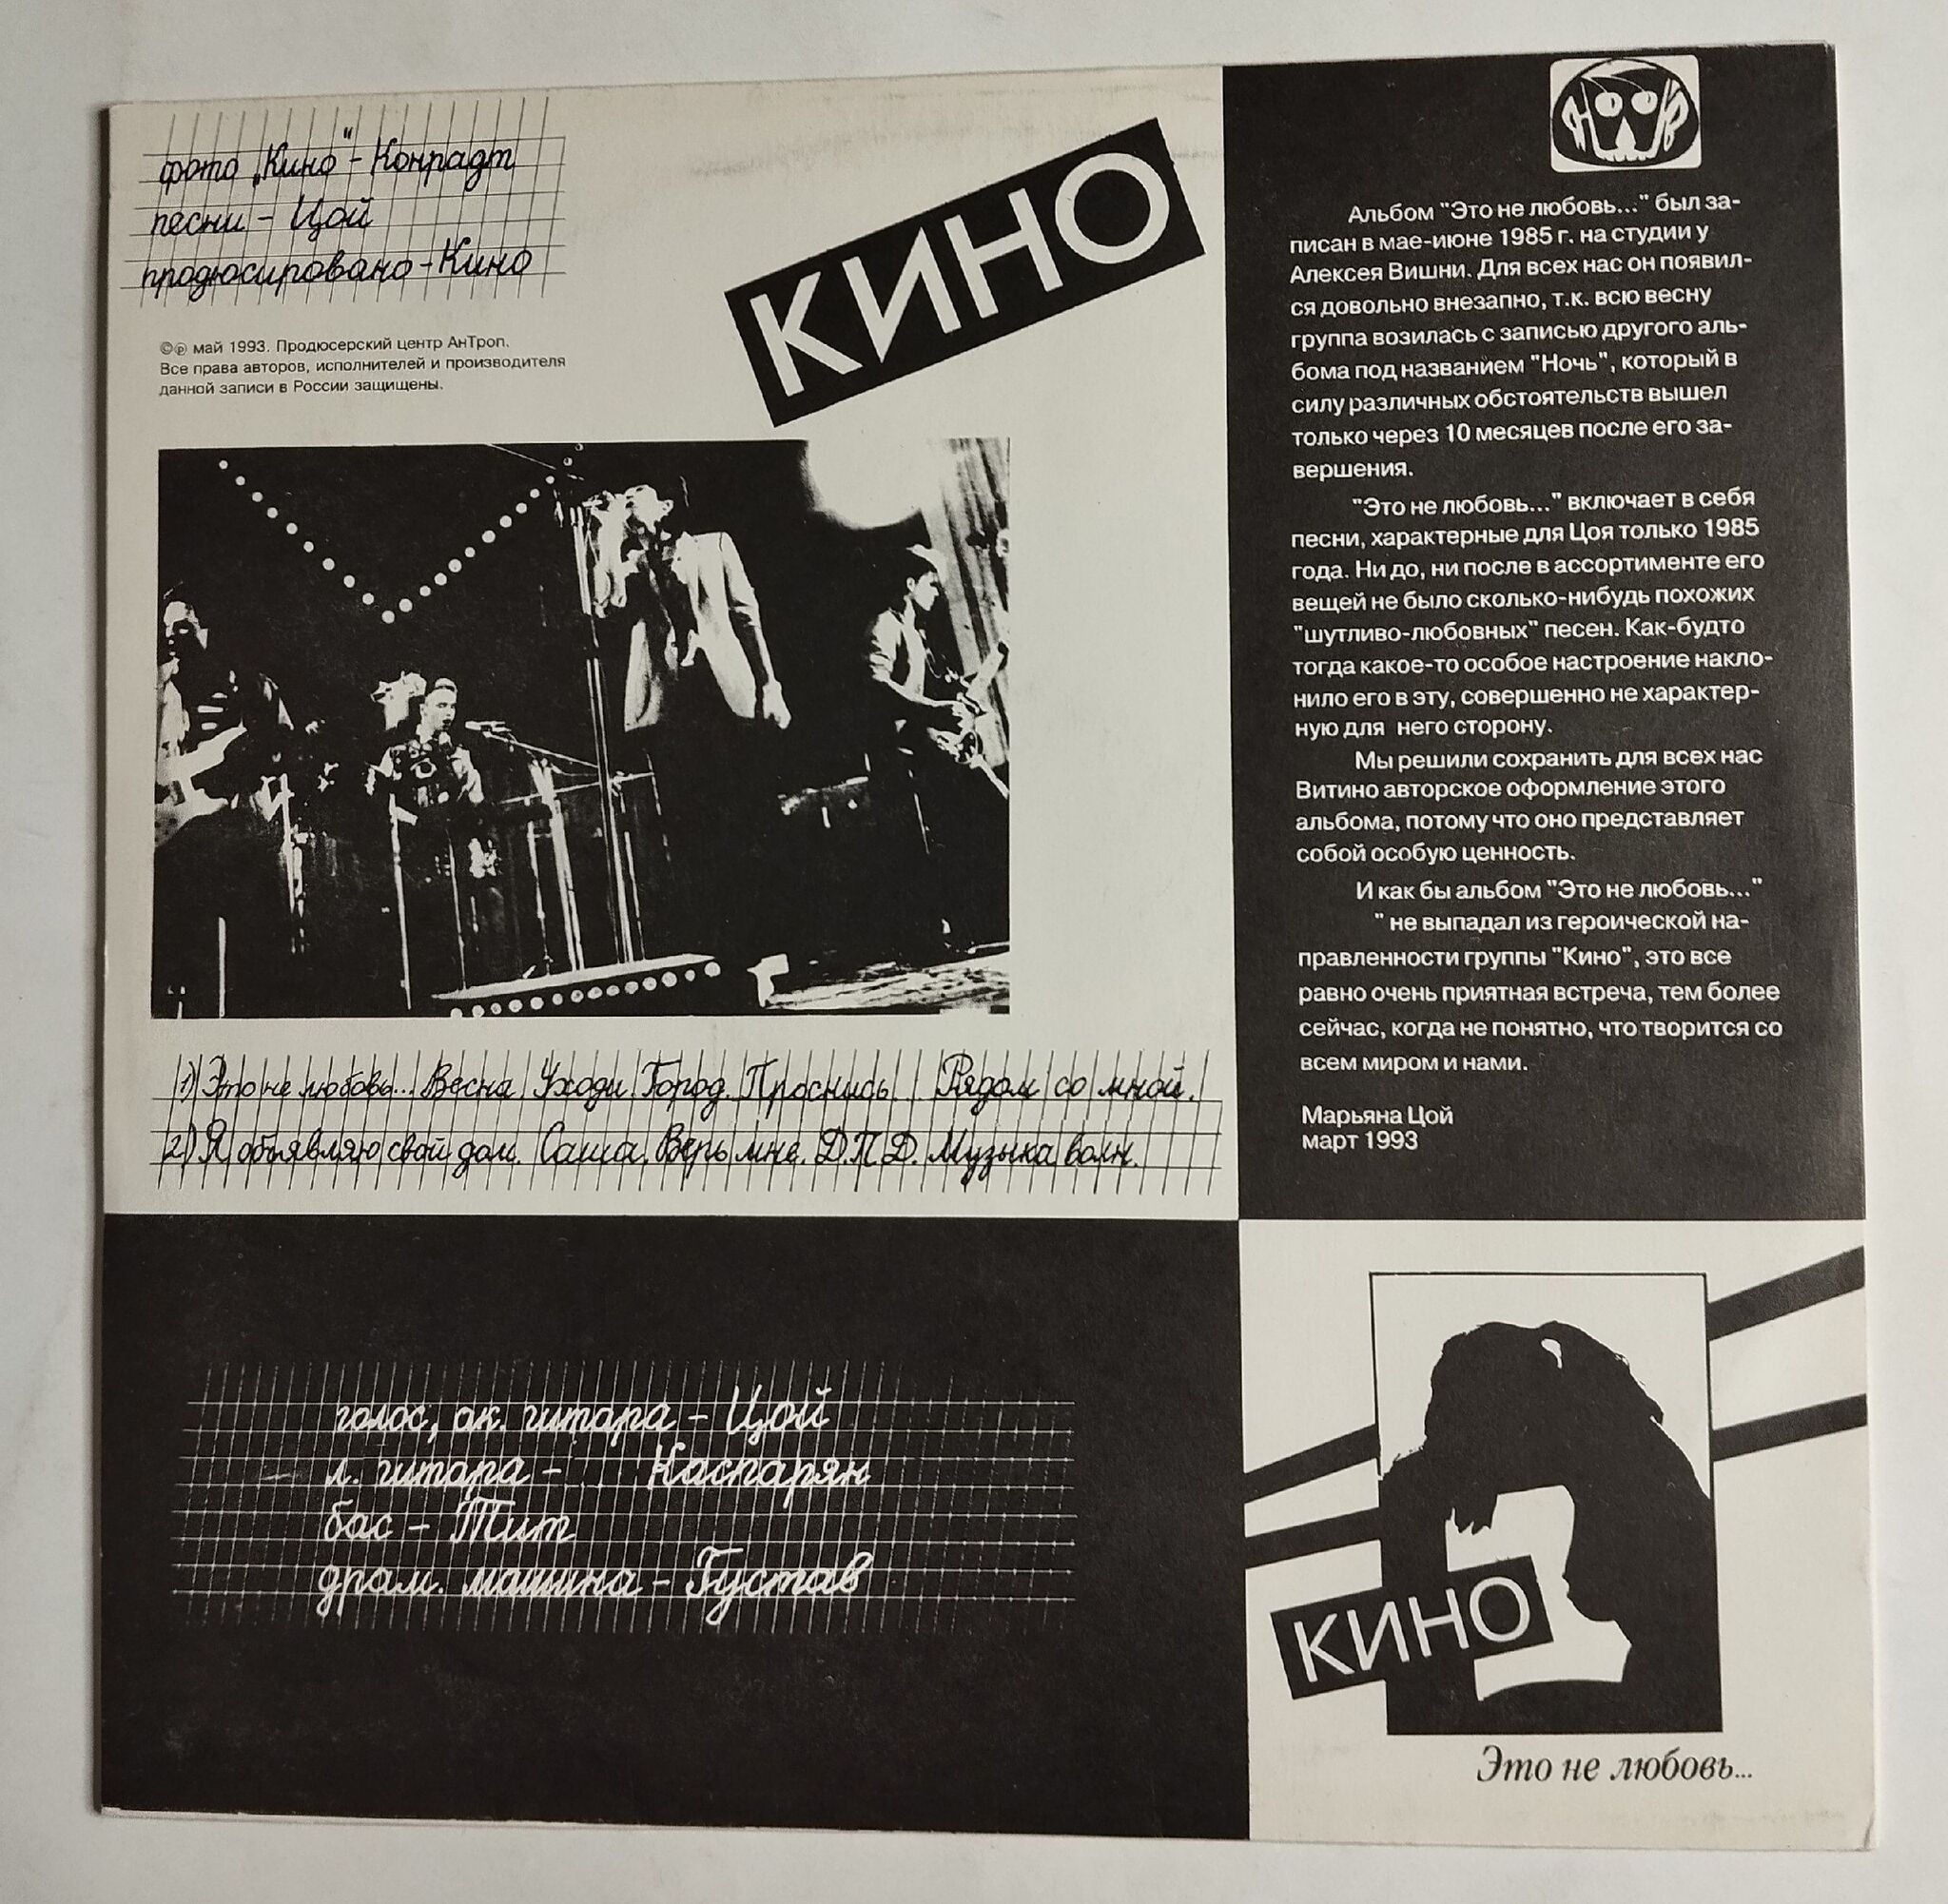 фото „Кино" - Конрадт
песни - Цой
продюсировано - Кино
©℗ май 1993. Продюсерский центр АнТроп.
Все права авторов, исполнителей и производителя
данной записи в России защищены.
КИНО
1) Это не любовь... Весна. Уходи. Город. Проснись. Рядом со мной.
2) Я объявляю свой дом. Саша. Верь мне. Д.П.Д. Музыка волн.
голос, ак. гитара - Цой
л. гитара - Каспарян
бас - Тит
драм. машина - Густав
Альбом "Это не любовь..." был за-
писан в мае-июне 1985 г. на студии у
Алексея Вишни. Для всех нас он появил-
ся довольно внезапно, т.к. всю весну
группа возилась с записью другого аль-
бома под названием "Ночь", который в
силу различных обстоятельств вышел
только через 10 месяцев после его за-
вершения.
"Это не любовь..." включает в себя
песни, характерные для Цоя только 1985
года. Ни до, ни после в ассортименте его
вещей не было сколько-нибудь похожих
"шутливо-любовных" песен. Как-будто
тогда какое-то особое настроение накло-
нило его в эту, совершенно не характер-
ную для него сторону.
Мы решили сохранить для всех нас
Витино авторское оформление этого
альбома, потому что оно представляет
собой особую ценность.
И как бы альбом "Это не любовь..."
" не выпадал из героической на-
правленности группы "Кино", это все
равно очень приятная встреча, тем более
сейчас, когда не понятно, что творится со
всем миром и нами.
Марьяна Цой
март 1993
КИНО
Это не любовь...